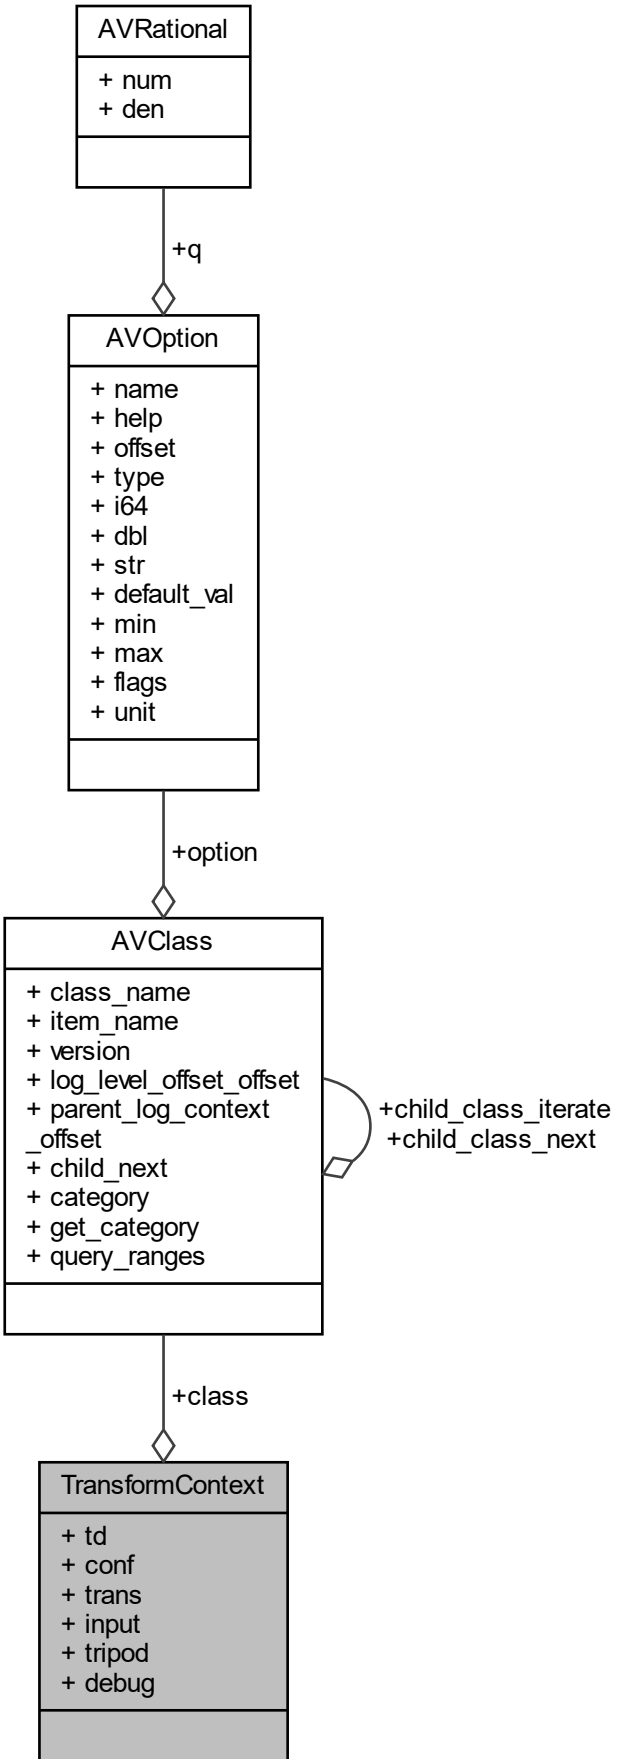 AVRational
+ num
+ den
+q
AVOption
+ name
+ help
+ offset
+ type
+ i64
+ dbl
+ str
+ default_val
+ min
+ max
+ flags
+ unit
+option
AVClass
+ class_name
+ item_name
+ version
+ log_level_offset_offset
+ parent_log_context
_offset
+ child_next
+ category
+ get_category
+ query_ranges
+child_class_iterate
+child_class_next
+class
TransformContext
+ td
+ conf
+ trans
+ input
+ tripod
+ debug